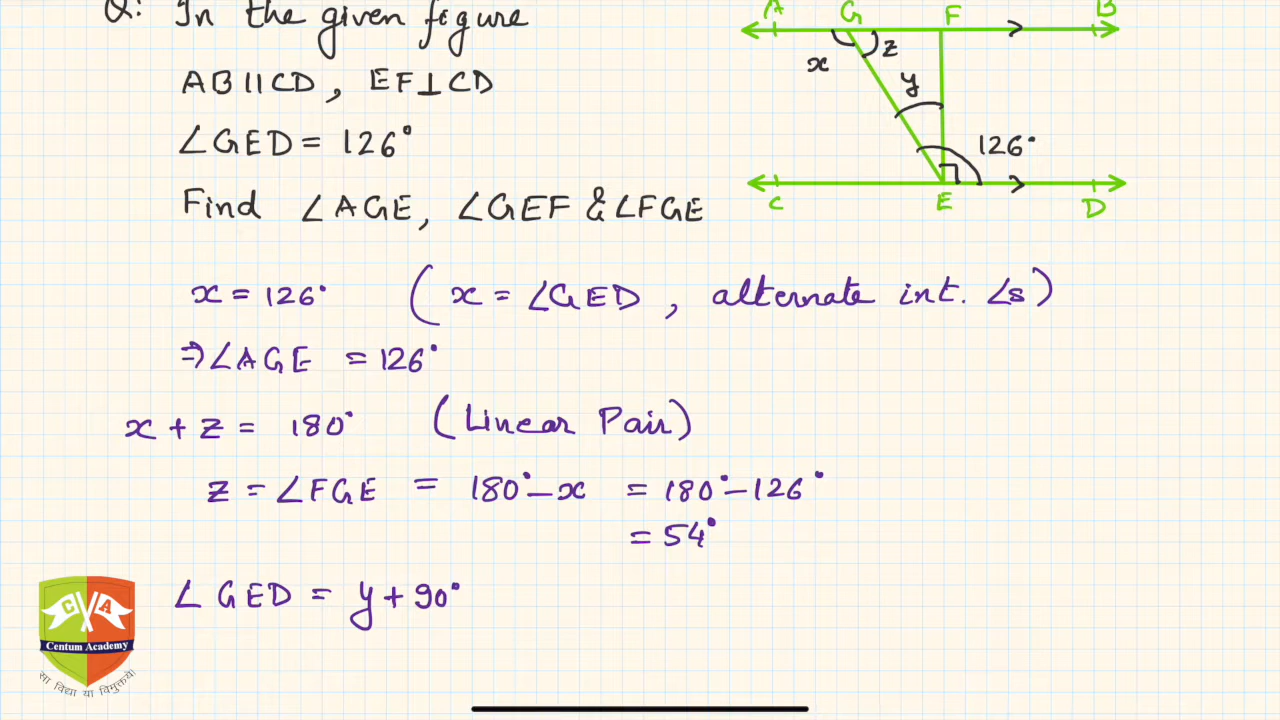 Q: In the given figure
AB||CD, EF⊥CD
∠GED = 126°
Find ∠AGE, ∠GEF & ∠FGE
A G F B
x z
y
126°
C E D
x = 126° (x = ∠GED, alternate int. ∠s)
⇒∠AGE = 126°
x + z = 180° (Linear Pair)
z = ∠FGE = 180° - x = 180° - 126°
= 54°
∠GED = y + 90°
C A
Centum Academy
सा विद्या या विमुक्तये।